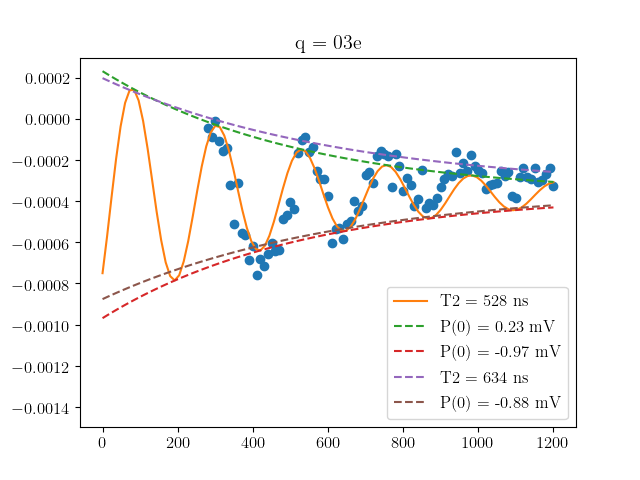 q = 03e
0.0002
0.0000
−0.0002
−0.0004
−0.0006
−0.0008
−0.0010
−0.0012
−0.0014
T2 = 528 ns
P(0) = 0.23 mV
P(0) = -0.97 mV
T2 = 634 ns
P(0) = -0.88 mV
0 200 400 600 800 1000 1200